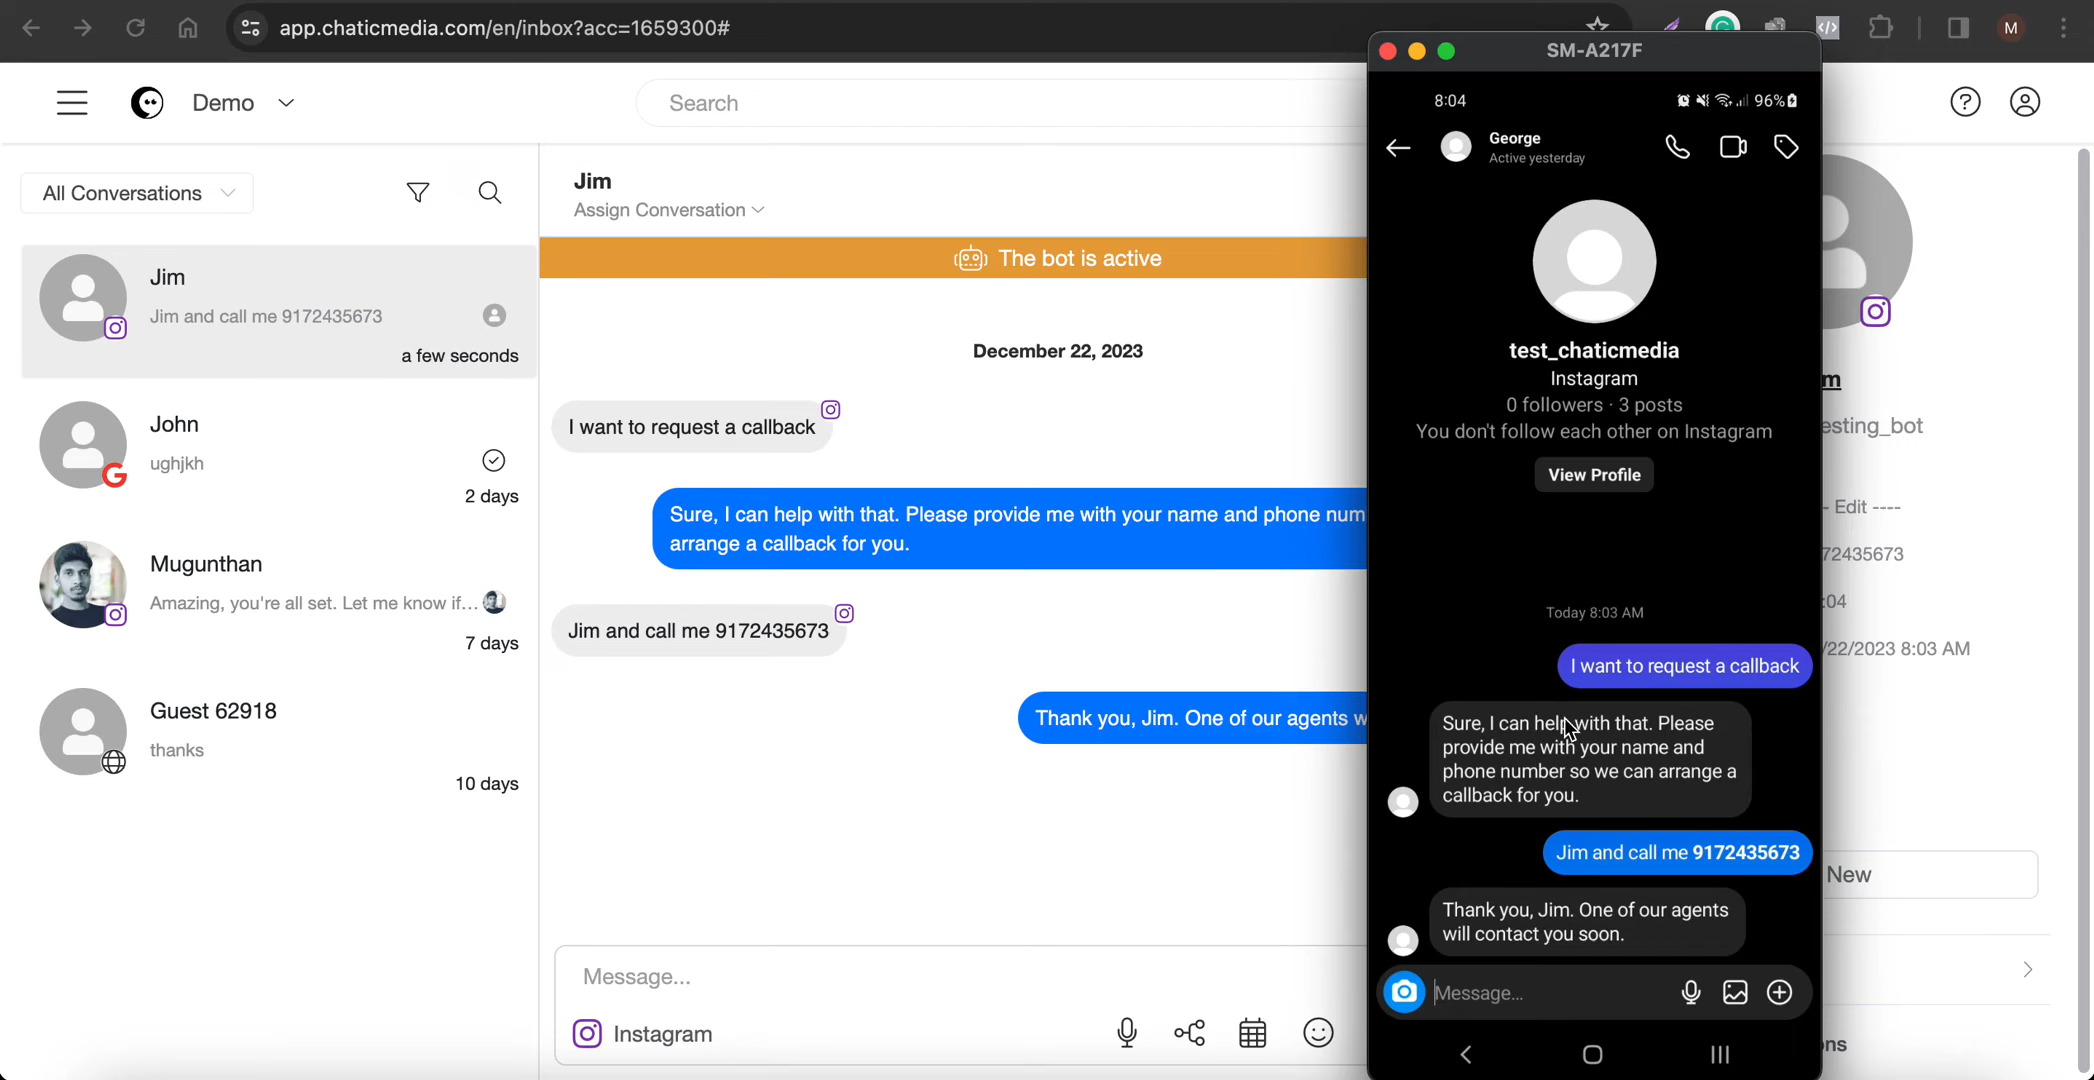 app.chaticmedia.com/en/inbox?acc=1659300#
M
Demo
Search
All Conversations
Jim
Jim and call me 9172435673
a few seconds
John
ughjkh
2 days
Mugunthan
Amazing, you're all set. Let me know if...
7 days
Guest 62918
thanks
10 days
Jim
Assign Conversation
The bot is active
December 22, 2023
I want to request a callback
Sure, I can help with that. Please provide me with your name and phone num
arrange a callback for you.
Jim and call me 9172435673
Thank you, Jim. One of our agents w
Message...
Instagram
SM-A217F
8:04
96%
George
Active yesterday
test_chaticmedia
Instagram
0 followers · 3 posts
You don't follow each other on Instagram
View Profile
Today 8:03 AM
I want to request a callback
Sure, I can help with that. Please
provide me with your name and
phone number so we can arrange a
callback for you.
Jim and call me 9172435673
Thank you, Jim. One of our agents
will contact you soon.
Message...
m
esting_bot
- Edit ----
72435673
:04
/22/2023 8:03 AM
New
ns